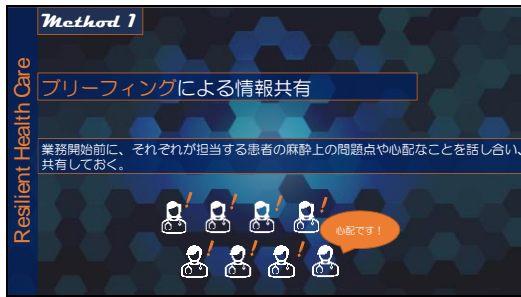 Method 1
Resilient Health Care
ブリーフィングによる情報共有
業務開始前に、それぞれが担当する患者の麻酔上の問題点や心配なことを話し合い、
共有しておく。
! ! ! !
心配です！
! ! !